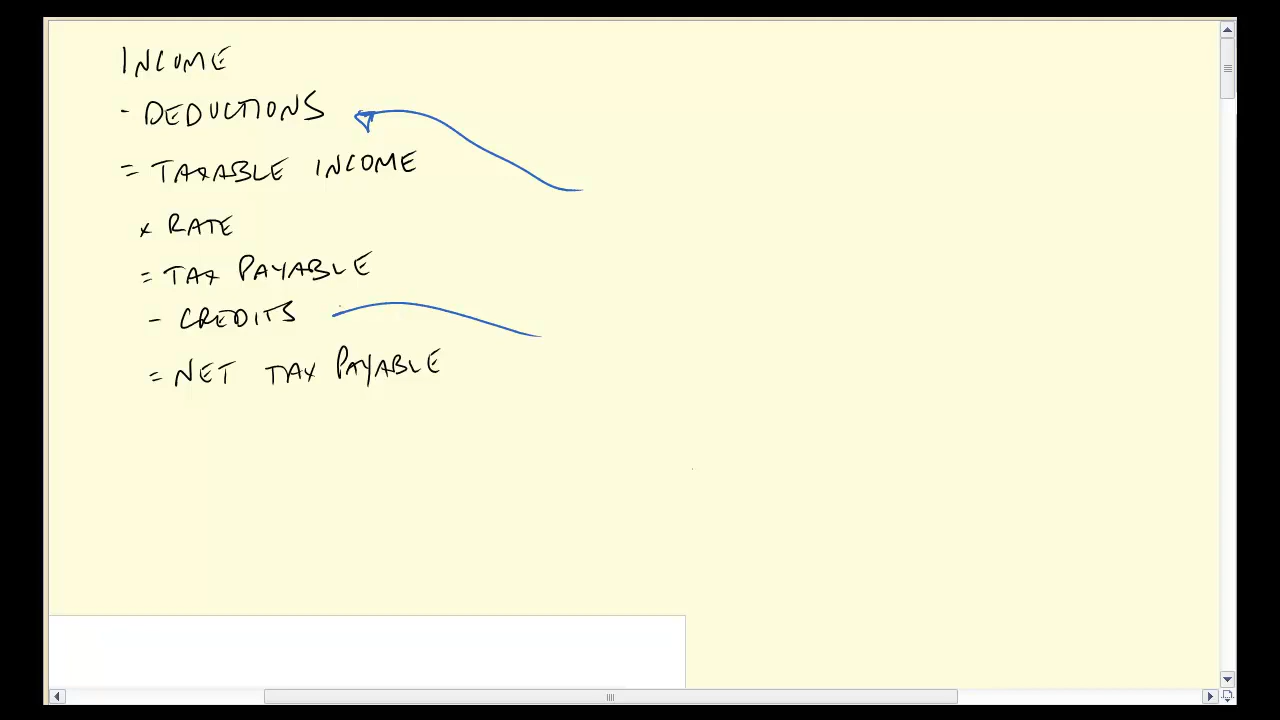 INCOME
- DEDUCTIONS
= TAXABLE INCOME
x RATE
= TAX PAYABLE
- CREDITS
= NET TAX PAYABLE